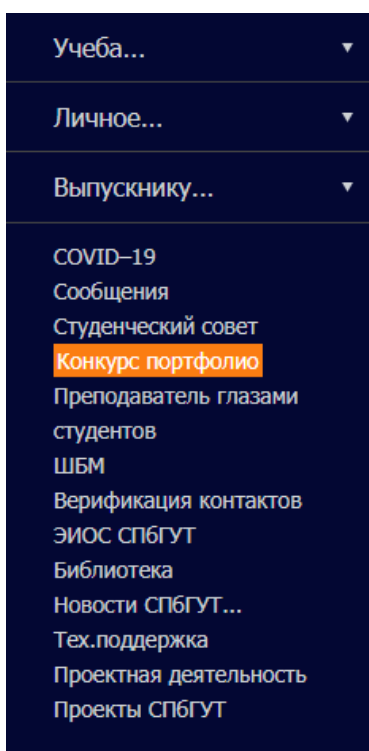 Учеба...
Личное...
Выпускнику...
COVID–19
Сообщения
Студенческий совет
Конкурс портфолио
Преподаватель глазами
студентов
ШБМ
Верификация контактов
ЭИОС СПбГУТ
Библиотека
Новости СПбГУТ...
Тех.поддержка
Проектная деятельность
Проекты СПбГУТ